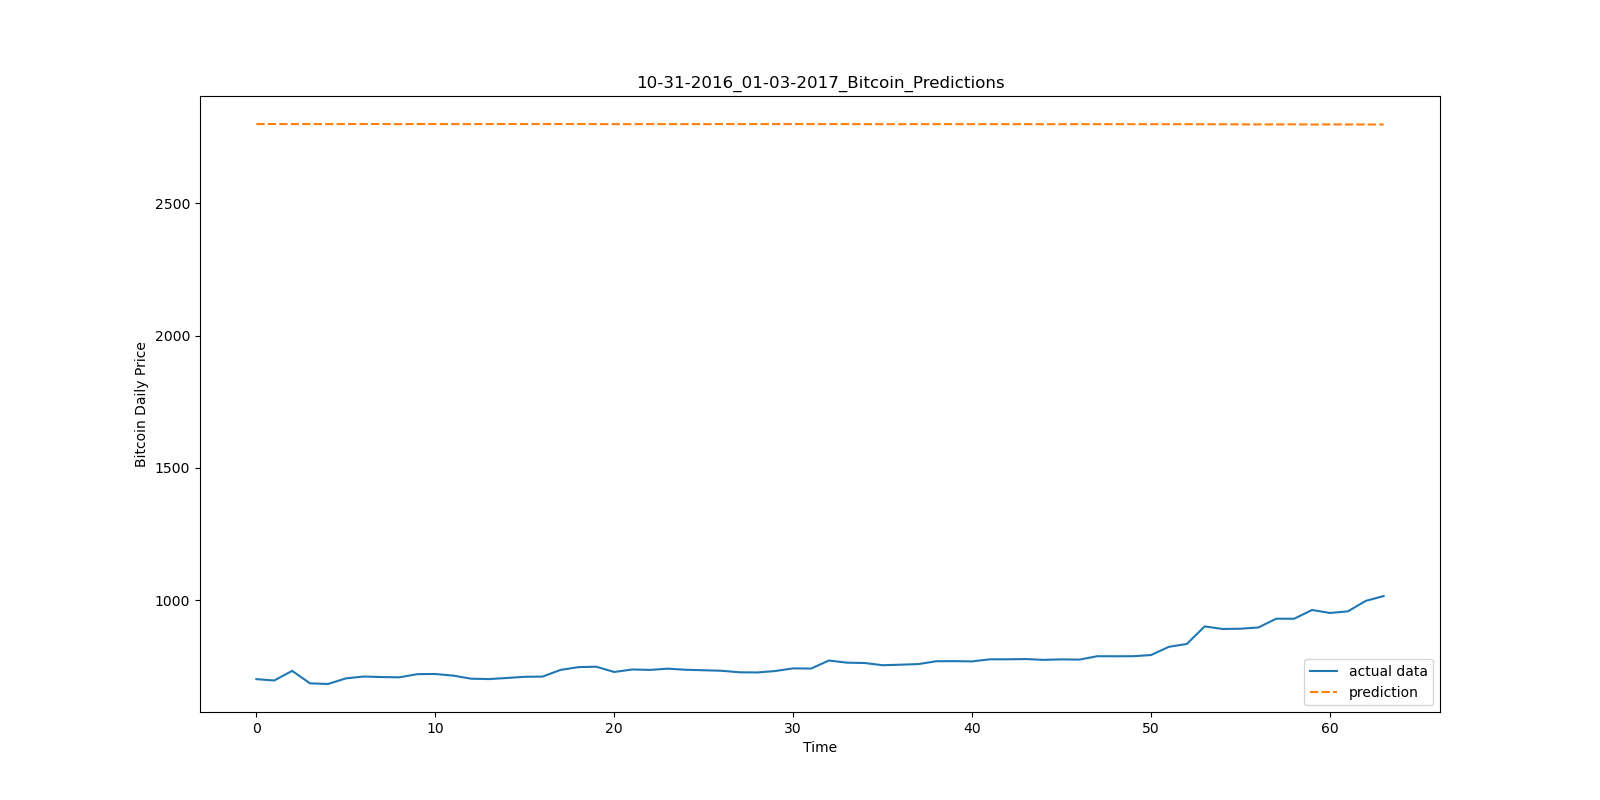 10-31-2016_01-03-2017_Bitcoin_Predictions
Bitcoin Daily Price
2500
2000
1500
1000
0 10 20 30 40 50 60
Time
actual data
prediction